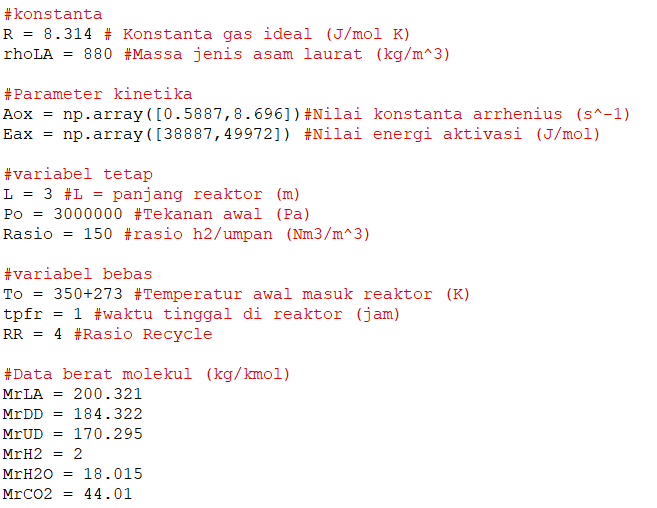 #konstanta
R = 8.314 # Konstanta gas ideal (J/mol K)
rhoLA = 880 #Massa jenis asam laurat (kg/m^3)
#Parameter kinetika
Aox = np.array([0.5887,8.696])#Nilai konstanta arrhenius (s^-1)
Eax = np.array([38887,49972]) #Nilai energi aktivasi (J/mol)
#variabel tetap
L = 3 #L = panjang reaktor (m)
Po = 3000000 #Tekanan awal (Pa)
Rasio = 150 #rasio h2/umpan (Nm3/m^3)
#variabel bebas
To = 350+273 #Temperatur awal masuk reaktor (K)
tpfr = 1 #waktu tinggal di reaktor (jam)
RR = 4 #Rasio Recycle
#Data berat molekul (kg/kmol)
MrLA = 200.321
MrDD = 184.322
MrUD = 170.295
MrH2 = 2
MrH2O = 18.015
MrCO2 = 44.01